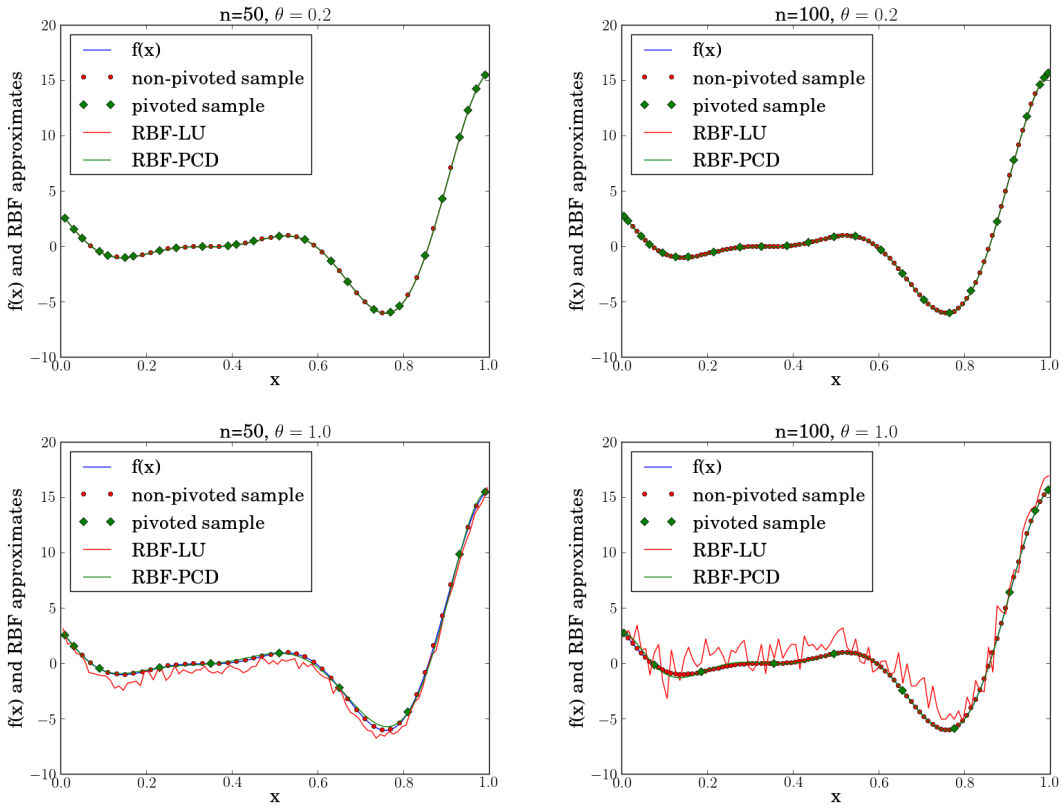 n=50, θ = 0.2
20
15
10
5
0
−5
−10
f(x) and RBF approximates
f(x)
non-pivoted sample
pivoted sample
RBF-LU
RBF-PCD
0.0 0.2 0.4 0.6 0.8 1.0
x
n=100, θ = 0.2
20
15
10
5
0
−5
−10
f(x) and RBF approximates
f(x)
non-pivoted sample
pivoted sample
RBF-LU
RBF-PCD
0.0 0.2 0.4 0.6 0.8 1.0
x
n=50, θ = 1.0
20
15
10
5
0
−5
−10
f(x) and RBF approximates
f(x)
non-pivoted sample
pivoted sample
RBF-LU
RBF-PCD
0.0 0.2 0.4 0.6 0.8 1.0
x
n=100, θ = 1.0
20
15
10
5
0
−5
−10
f(x) and RBF approximates
f(x)
non-pivoted sample
pivoted sample
RBF-LU
RBF-PCD
0.0 0.2 0.4 0.6 0.8 1.0
x